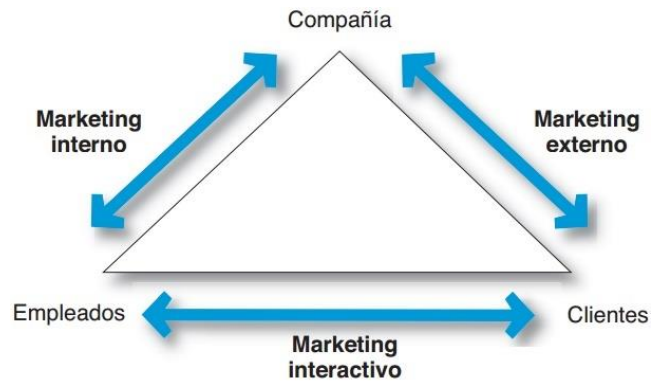 Compañía
Marketing
interno
Marketing
externo
Empleados
Clientes
Marketing
interactivo